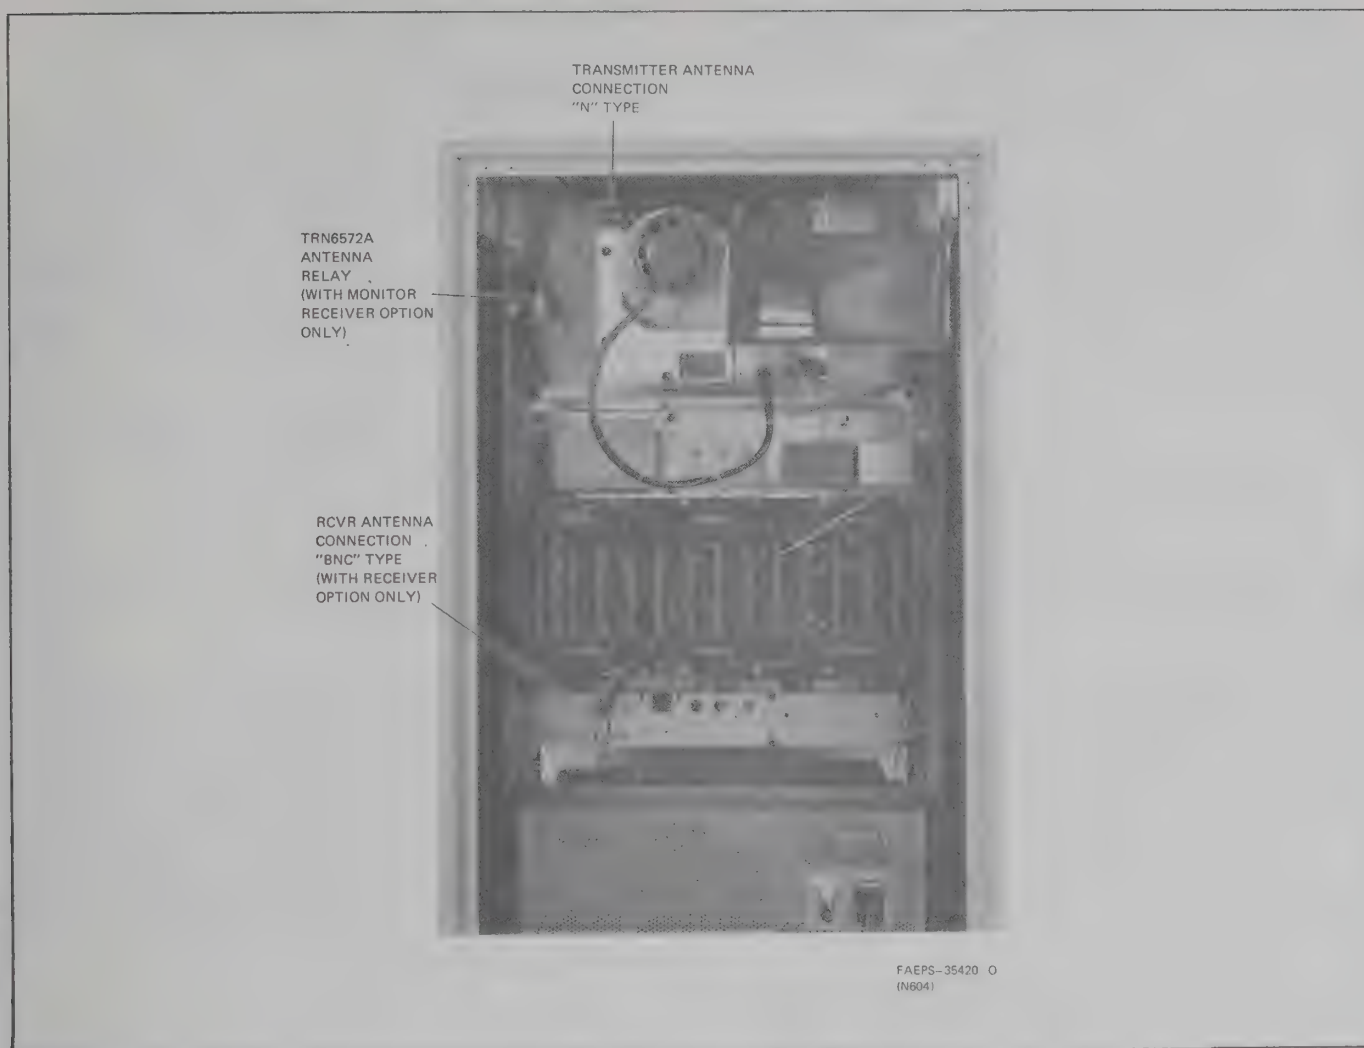 TRANSMITTER ANTENNA
CONNECTION
"N" TYPE
TRN6572A
ANTENNA
RELAY
(WITH MONITOR
RECEIVER OPTION
ONLY)
RCVR ANTENNA
CONNECTION
"BNC" TYPE
(WITH RECEIVER
OPTION ONLY)
FAEPS-35420 O
(N604)